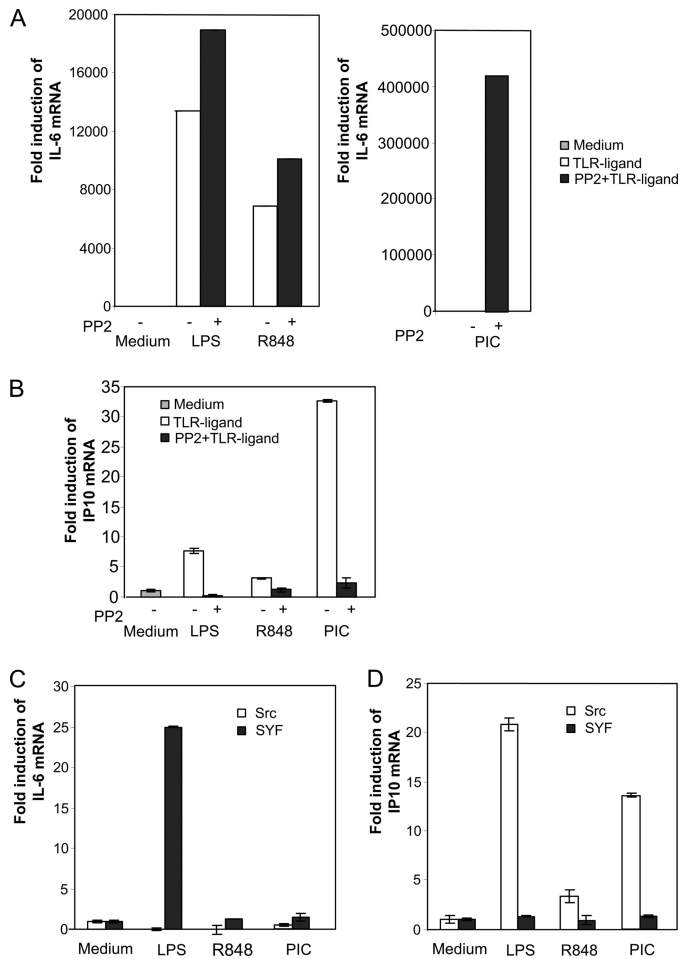 A
Fold induction of
IL-6 mRNA
20000
16000
12000
8000
4000
0
PP2 - - + - +
Medium LPS R848
Fold induction of
IL-6 mRNA
500000
400000
300000
200000
100000
0
PP2 - +
PIC
Medium
TLR-ligand
PP2+TLR-ligand
B
Fold induction of
IP10 mRNA
35
30
25
20
15
10
5
0
Medium
TLR-ligand
PP2+TLR-ligand
PP2 - - + - + - +
Medium LPS R848 PIC
C
Fold induction of
IL-6 mRNA
30
25
20
15
10
5
0
Src
SYF
Medium LPS R848 PIC
D
Fold induction of
IP10 mRNA
25
20
15
10
5
0
Src
SYF
Medium LPS R848 PIC